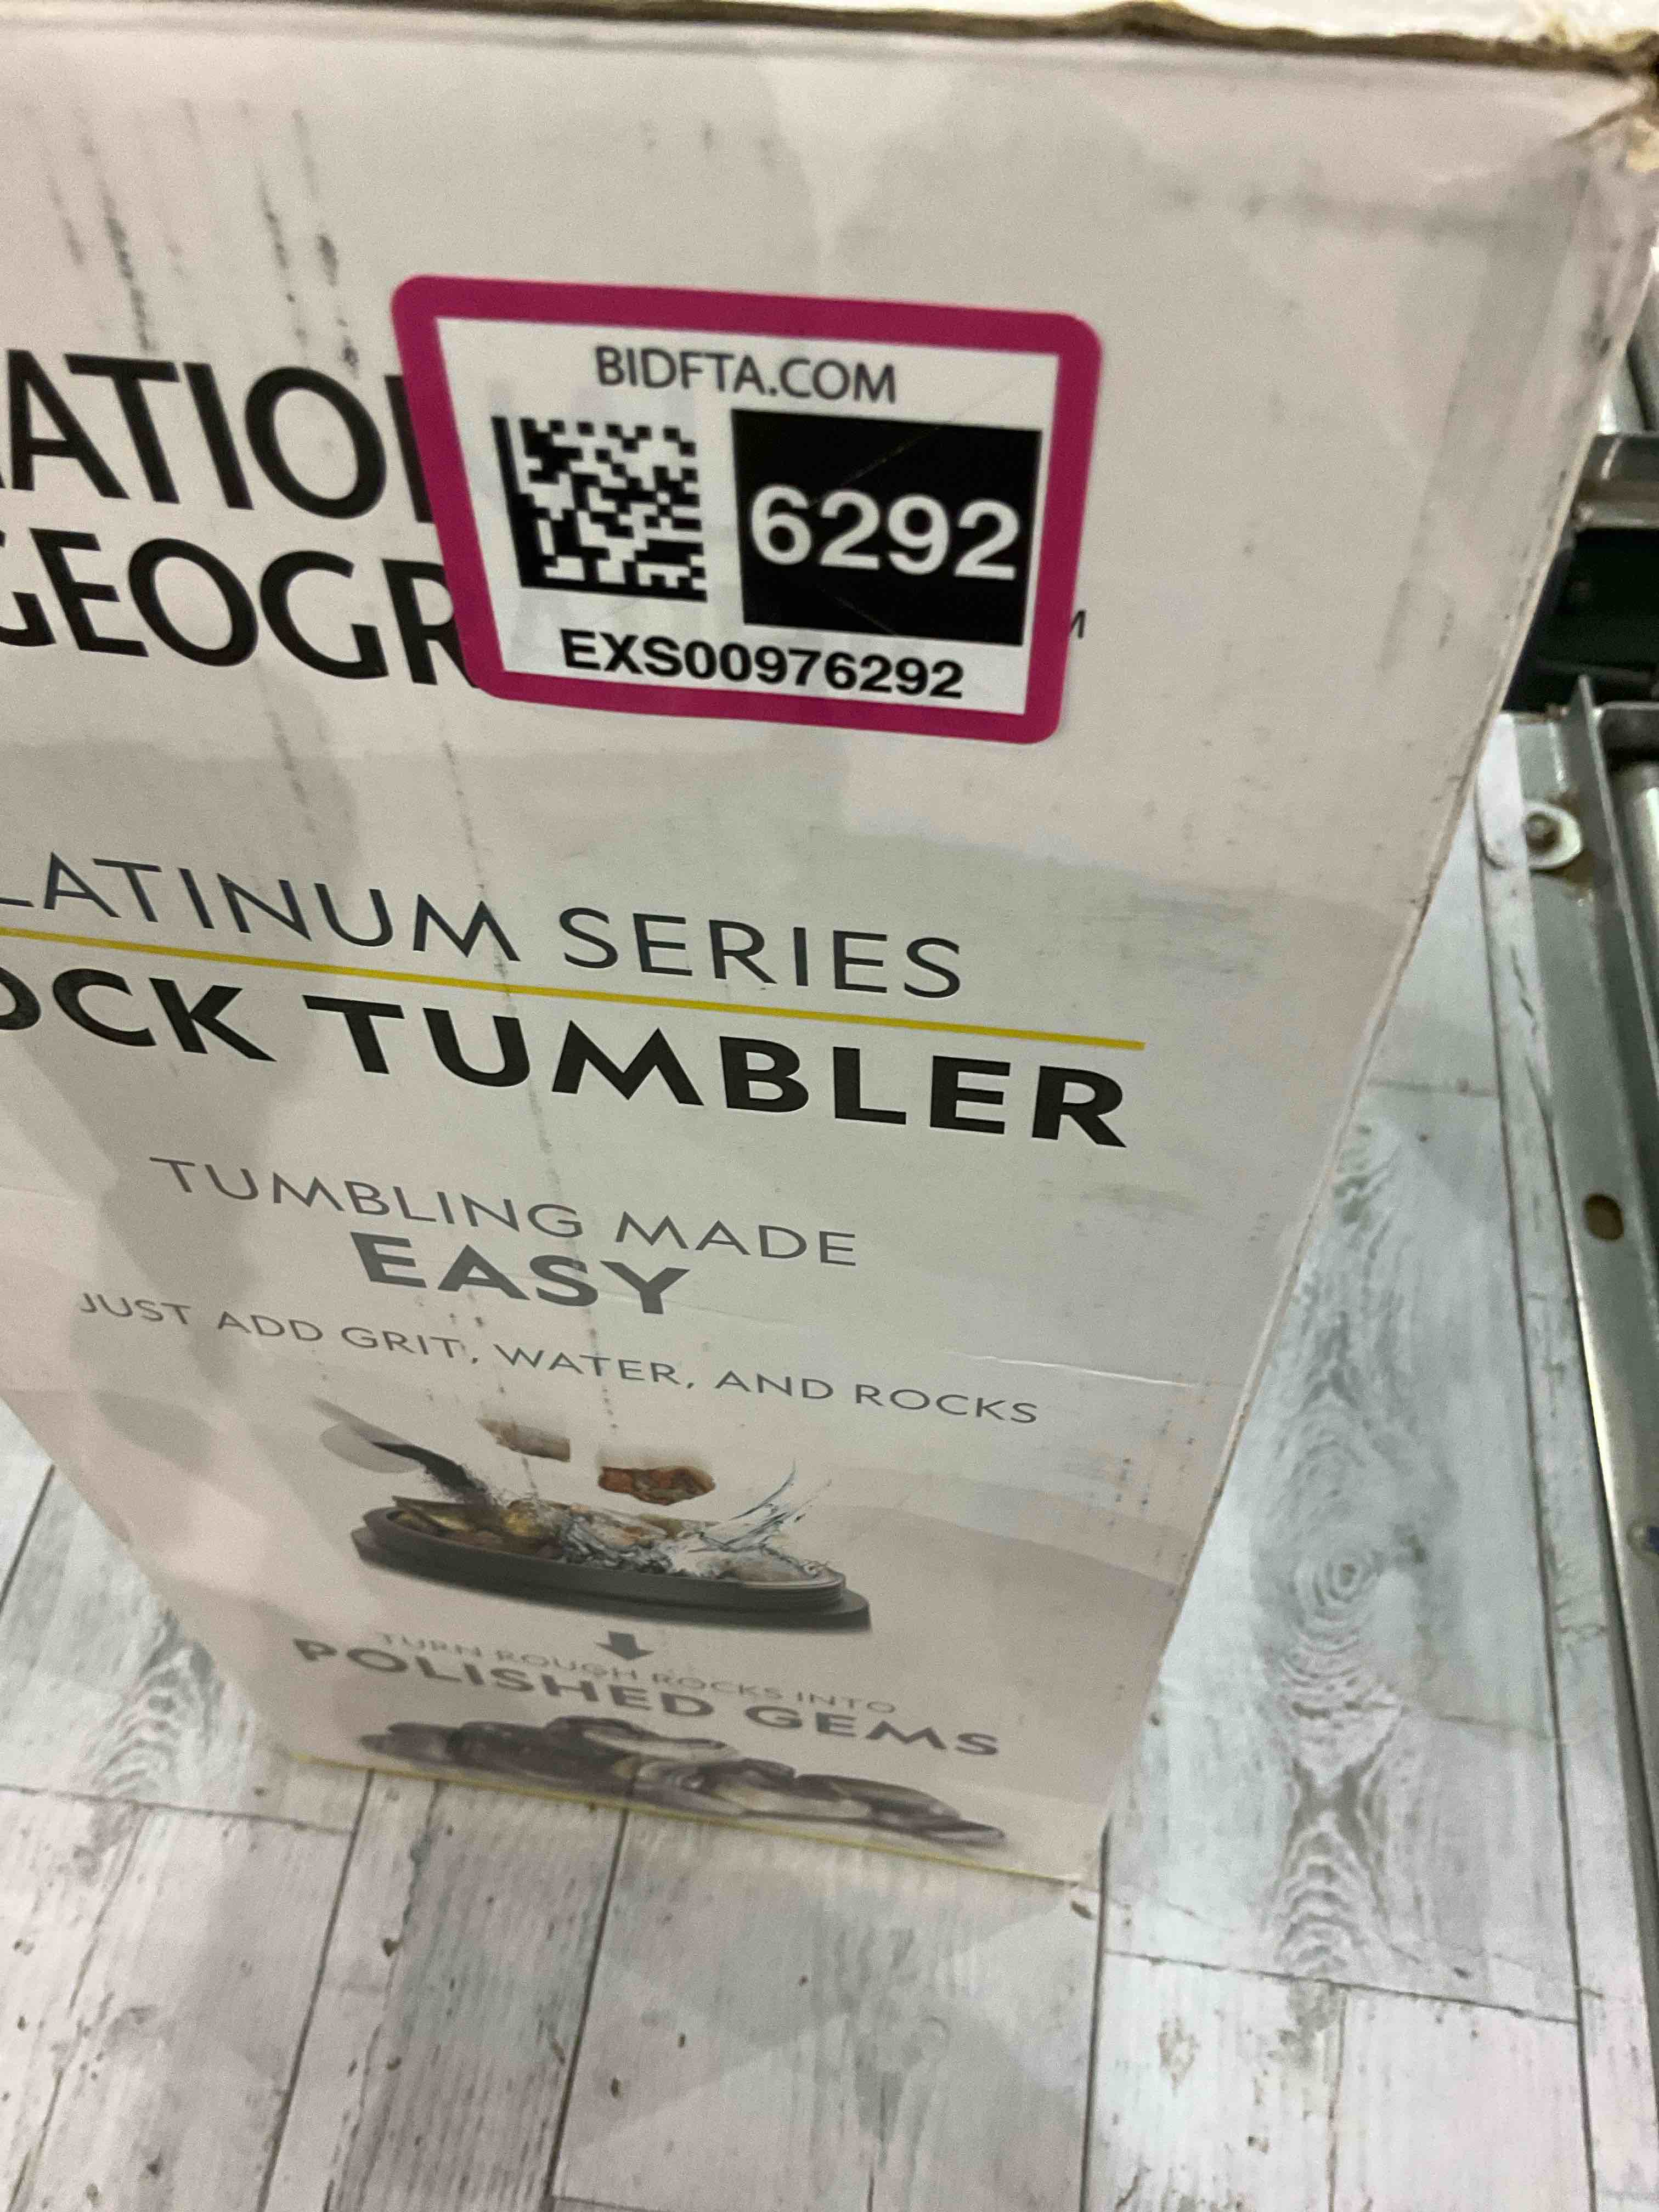 BIDFTA.COM
6292
EXS00976292
ATIO
GEOGR
M
LATINUM SERIES
OCK TUMBLER
TUMBLING MADE
EASY
JUST ADD GRIT, WATER, AND ROCKS
TURN ROUGH ROCKS INTO
POLISHED GEMS